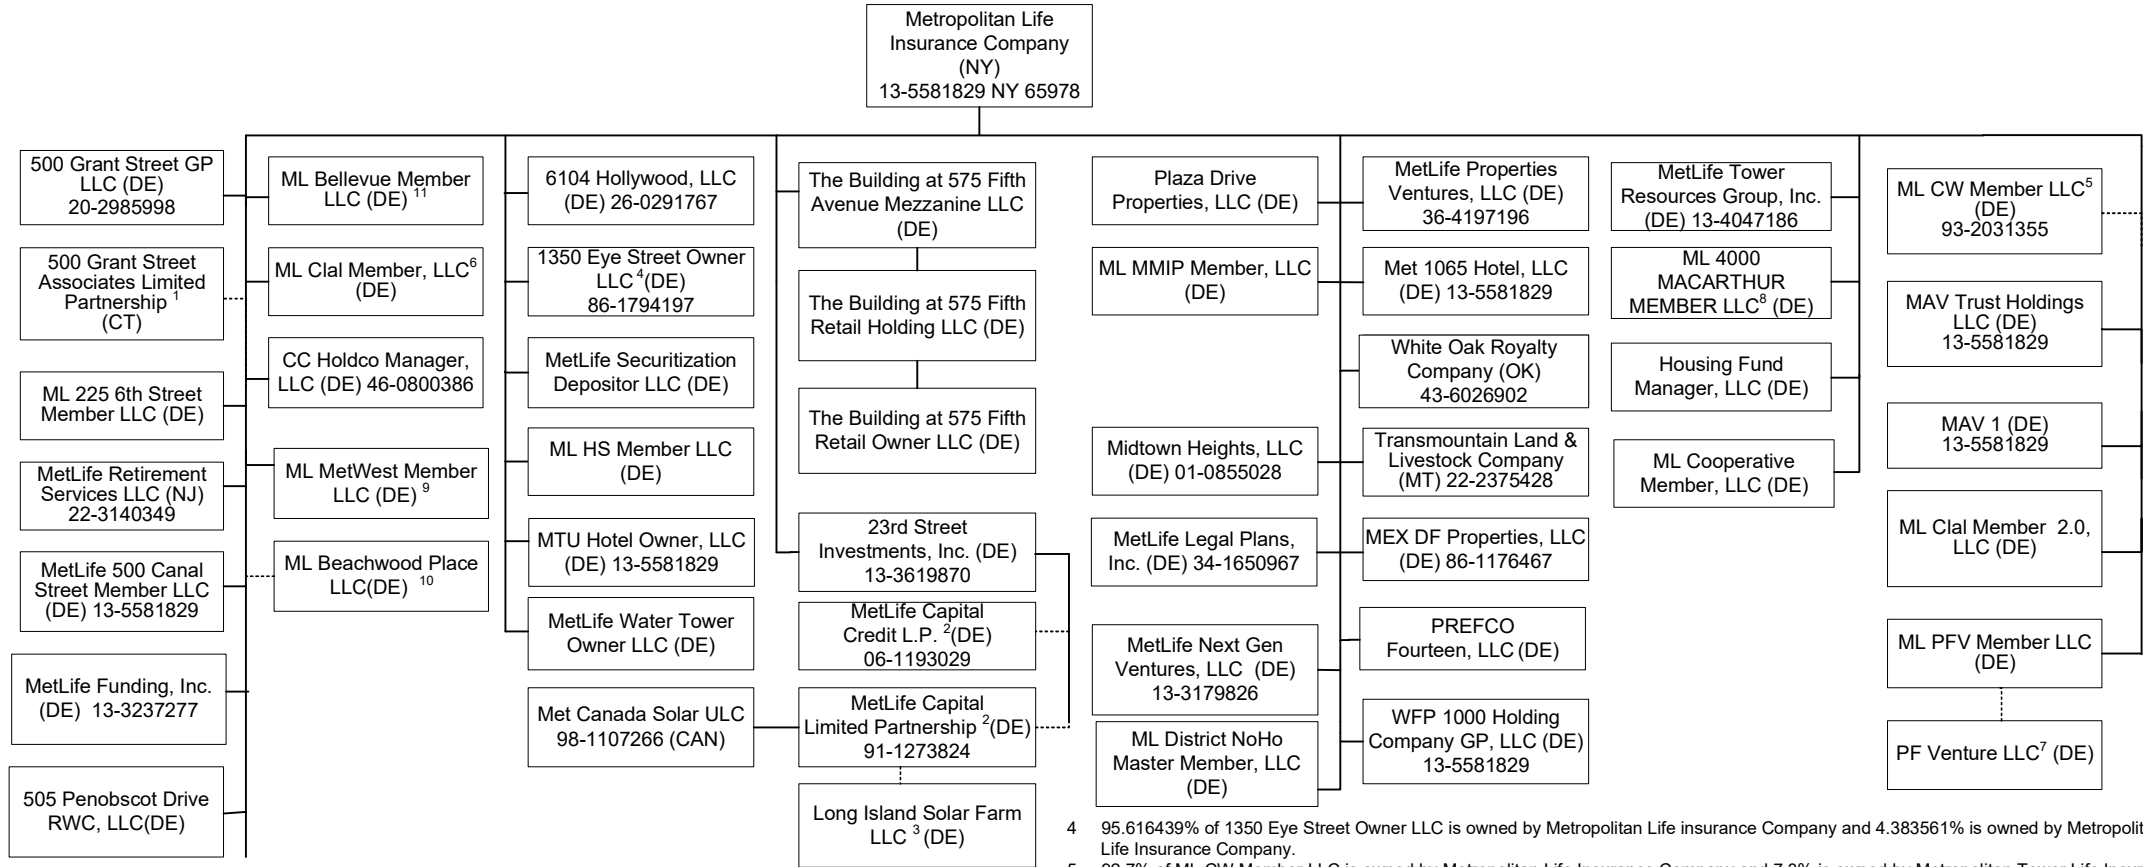 Metropolitan Life
Insurance Company
(NY)
13-5581829 NY 65978
500 Grant Street GP
LLC (DE)
20-2985998
500 Grant Street
Associates Limited
Partnership 1
(CT)
ML 225 6th Street
Member LLC (DE)
MetLife Retirement
Services LLC (NJ)
22-3140349
MetLife 500 Canal
Street Member LLC
(DE) 13-5581829
MetLife Funding, Inc.
(DE) 13-3237277
505 Penobscot Drive
RWC, LLC(DE)
ML Bellevue Member
LLC (DE) 11
ML Clal Member, LLC6
(DE)
CC Holdco Manager,
LLC (DE) 46-0800386
ML MetWest Member
LLC (DE) 9
ML Beachwood Place
LLC(DE) 10
6104 Hollywood, LLC
(DE) 26-0291767
1350 Eye Street Owner
LLC 4(DE)
86-1794197
MetLife Securitization
Depositor LLC (DE)
ML HS Member LLC
(DE)
MTU Hotel Owner, LLC
(DE) 13-5581829
MetLife Water Tower
Owner LLC (DE)
Met Canada Solar ULC
98-1107266 (CAN)
The Building at 575 Fifth
Avenue Mezzanine LLC
(DE)
The Building at 575 Fifth
Retail Holding LLC (DE)
The Building at 575 Fifth
Retail Owner LLC (DE)
23rd Street
Investments, Inc. (DE)
13-3619870
MetLife Capital
Credit L.P. 2(DE)
06-1193029
MetLife Capital
Limited Partnership 2(DE)
91-1273824
Long Island Solar Farm
LLC 3 (DE)
Plaza Drive
Properties, LLC (DE)
ML MMIP Member, LLC
(DE)
Midtown Heights, LLC
(DE) 01-0855028
MetLife Legal Plans,
Inc. (DE) 34-1650967
MetLife Next Gen
Ventures, LLC (DE)
13-3179826
ML District NoHo
Master Member, LLC
(DE)
MetLife Properties
Ventures, LLC (DE)
36-4197196
Met 1065 Hotel, LLC
(DE) 13-5581829
White Oak Royalty
Company (OK)
43-6026902
Transmountain Land &
Livestock Company
(MT) 22-2375428
MEX DF Properties, LLC
(DE) 86-1176467
PREFCO
Fourteen, LLC (DE)
WFP 1000 Holding
Company GP, LLC (DE)
13-5581829
MetLife Tower
Resources Group, Inc.
(DE) 13-4047186
ML 4000
MACARTHUR
MEMBER LLC8 (DE)
Housing Fund
Manager, LLC (DE)
ML Cooperative
Member, LLC (DE)
ML CW Member LLC5
(DE)
93-2031355
MAV Trust Holdings
LLC (DE)
13-5581829
MAV 1 (DE)
13-5581829
ML Clal Member 2.0,
LLC (DE)
ML PFV Member LLC
(DE)
PF Venture LLC7 (DE)
4 95.616439% of 1350 Eye Street Owner LLC is owned by Metropolitan Life insurance Company and 4.383561% is owned by Metropolit
Life Insurance Company.